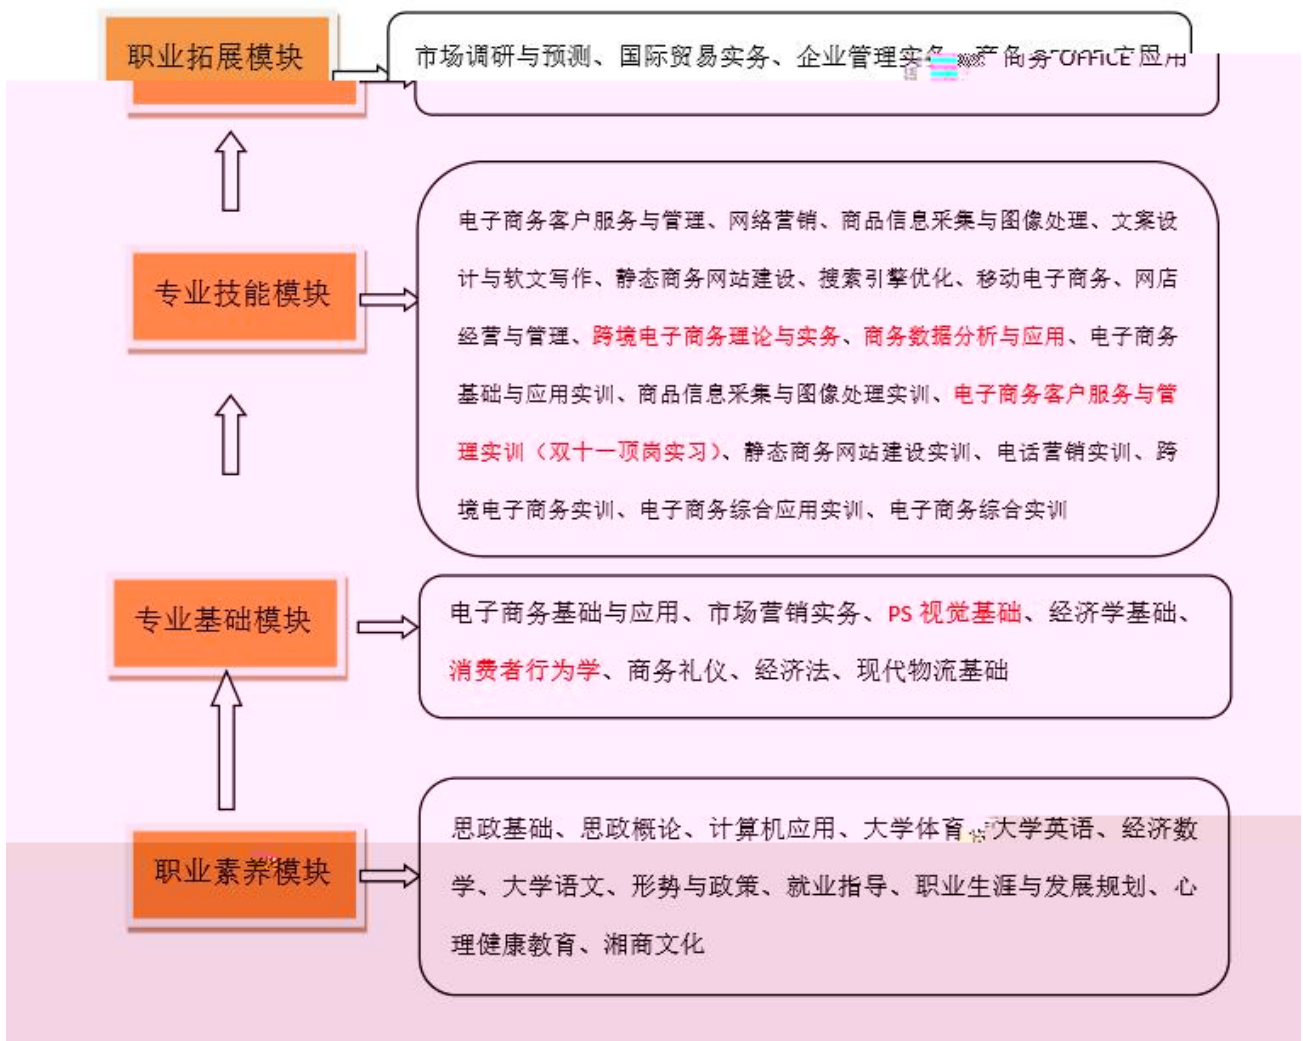 职业拓展模块
市场调研与预测、国际贸易实务、企业管理实务、商务 OFFICE 应用
电子商务客户服务与管理、网络营销、商品信息采集与图像处理、文案设
专业技能模块
计与软文写作、静态商务网站建设、搜索引擎优化、移动电子商务、网店
经营与管理、跨境电子商务理论与实务、商务数据分析与应用、电子商务
基础与应用实训、商品信息采集与图像处理实训、电子商务客户服务与管
理实训（双十一顶岗实习）、静态商务网站建设实训、电话营销实训、跨
境电子商务实训、电子商务综合应用实训、电子商务综合实训
专业基础模块
电子商务基础与应用、市场营销实务、PS 视觉基础、经济学基础、
消费者行为学、商务礼仪、经济法、现代物流基础
职业素养模块
思政基础、思政概论、计算机应用、大学体育、大学英语、经济数
学、大学语文、形势与政策、就业指导、职业生涯与发展规划、心
理健康教育、湘商文化